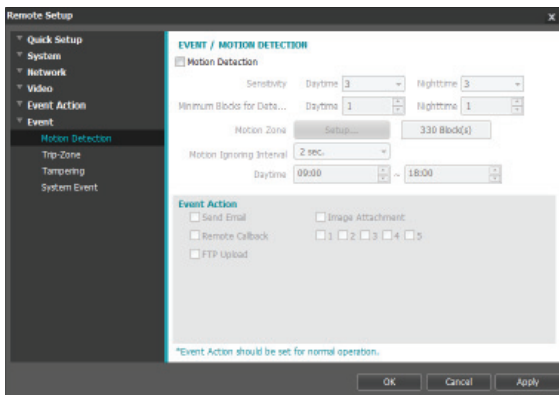 Remote Setup x
Quick Setup
System
Network
Video
Event Action
Event
Motion Detection
Trip-Zone
Tampering
System Event
EVENT / MOTION DETECTION
Motion Detection
Sensitivity Daytime 3 Nighttime 3
Minimum Blocks for Dete... Daytime 1 Nighttime 1
Motion Zone Setup... 330 Block(s)
Motion Ignoring Interval 2 sec.
Daytime 09:00 ~ 18:00
Event Action
Send Email Image Attachment
Remote Callback 1 2 3 4 5
FTP Upload
*Event Action should be set for normal operation.
OK Cancel Apply